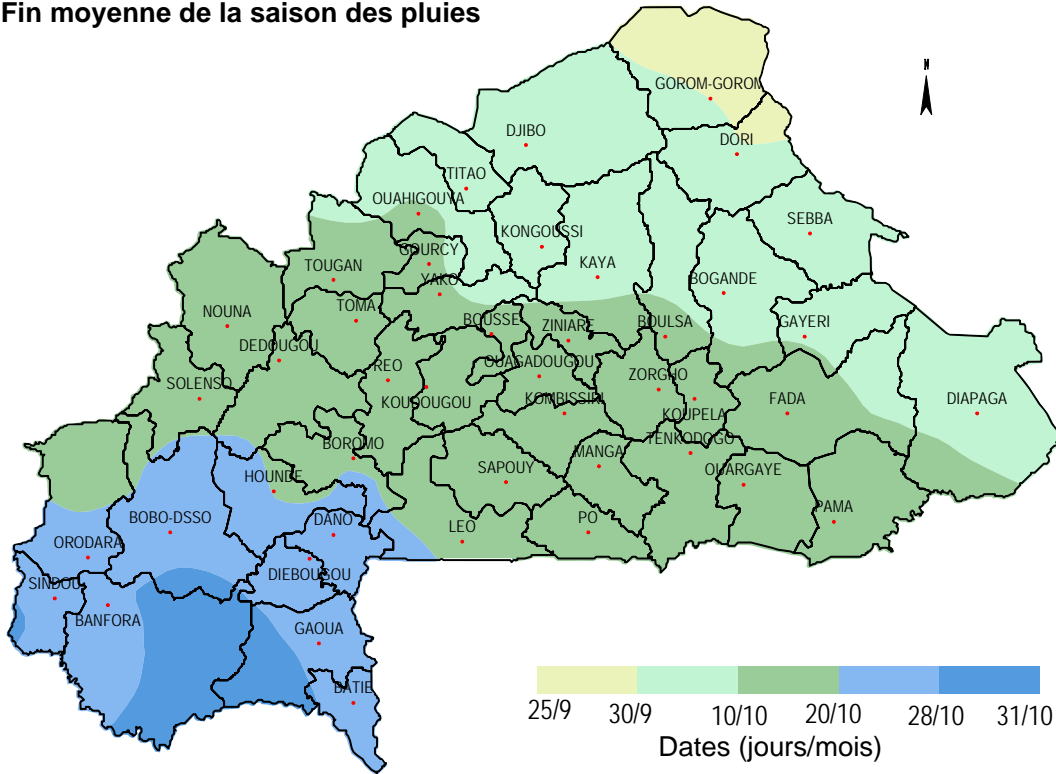 Fin moyenne de la saison des pluies
N
GOROM-GOROM
DJIBO
DORI
TITAO
OUAHIGOUYA
SEBBA
KONGOUSSI
GOURCY
KAYA
TOUGAN
BOGANDE
YAKO
TOMA
NOUNA
BOUSSE
ZINIARE
BOULSA
GAYERI
DEDOUGOU
OUAGADOUGOU
REO
ZORGHO
SOLENSO
KOUDOUGOU
KOMBISSIRI
FADA
DIAPAGA
KOUPELA
TENKODOGO
BOROMO
MANGA
SAPOUY
OUARGAYE
HOUNDE
PAMA
BOBO-DSSO
DANO
LEO
PO
ORODARA
DIEBOUGOU
SINDOU
BANFORA
GAOUA
BATIE
25/9 30/9 10/10 20/10 28/10 31/10
Dates (jours/mois)